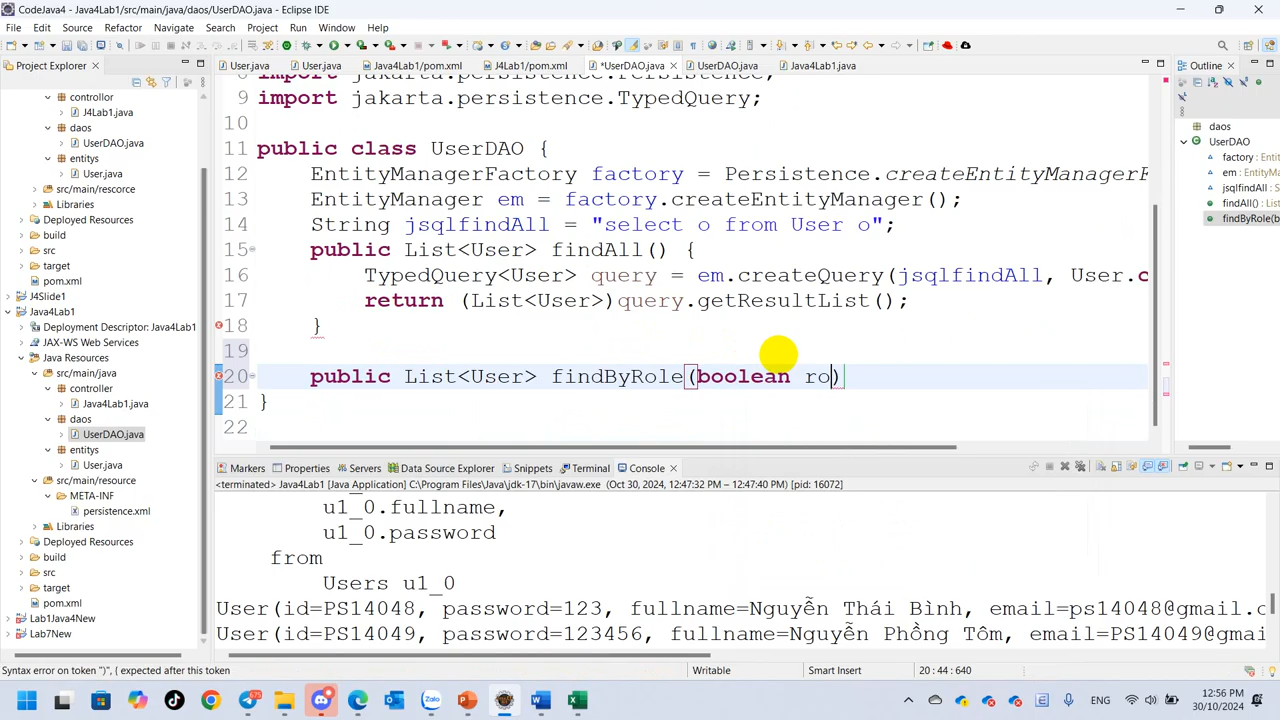 CodeJava4 - Java4Lab1/src/main/java/daos/UserDAO.java - Eclipse IDE
File Edit Source Refactor Navigate Search Project Run Window Help
Project Explorer
User.java User.java Java4Lab1/pom.xml J4Lab1/pom.xml *UserDAO.java UserDAO.java Java4Lab1.java
Outline
controllor
J4Lab1.java
daos
UserDAO.java
entitys
User.java
src/main/rescorce
Libraries
Deployed Resources
build
src
target
pom.xml
J4Slide1
Java4Lab1
Deployment Descriptor: Java4Lab1
JAX-WS Web Services
Java Resources
src/main/java
controller
Java4Lab1.java
daos
UserDAO.java
entitys
User.java
src/main/resource
META-INF
persistence.xml
Libraries
Deployed Resources
build
src
target
pom.xml
Lab1Java4New
Lab7New
9 import jakarta.persistence.TypedQuery;
10
11 public class UserDAO {
12 EntityManagerFactory factory = Persistence.createEntityManagerF
13 EntityManager em = factory.createEntityManager();
14 String jsqlfindAll = "select o from User o";
15 public List<User> findAll() {
16 TypedQuery<User> query = em.createQuery(jsqlfindAll, User.c
17 return (List<User>)query.getResultList();
18 }
19
20 public List<User> findByRole(boolean ro)
21 }
22
daos
UserDAO
factory : Enti
em : EntityMa
jsqlfindAll : S
findAll() : List
findByRole(b
Markers Properties Servers Data Source Explorer Snippets Terminal Console
<terminated> Java4Lab1 [Java Application] C:\Program Files\Java\jdk-17\bin\javaw.exe (Oct 30, 2024, 12:47:32 PM – 12:47:40 PM) [pid: 16072]
u1_0.fullname,
u1_0.password
from
Users u1_0
User(id=PS14048, password=123, fullname=Nguyễn Thái Bình, email=ps14048@gmail.c
User(id=PS14049, password=123456, fullname=Nguyễn Phồng Tôm, email=PS14049@gma
Syntax error on token ")", { expected after this token
Writable
Smart Insert
20 : 44 : 640
ENG
12:56 PM
30/10/2024